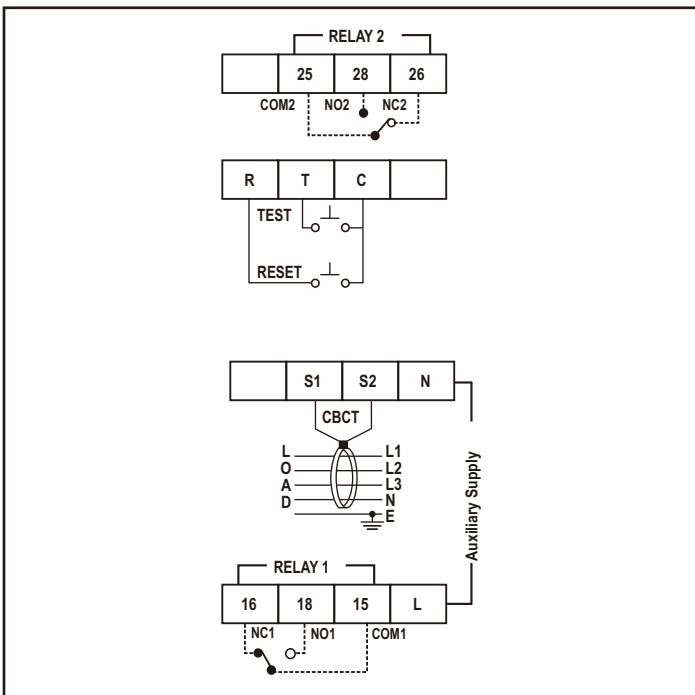 RELAY 2
25 28 26
COM2 NO2 NC2
R T C
TEST
RESET
S1 S2 N
CBCT
L L1
O L2
A L3
D N
E
Auxiliary Supply
RELAY 1
16 18 15 L
NC1 NO1 COM1